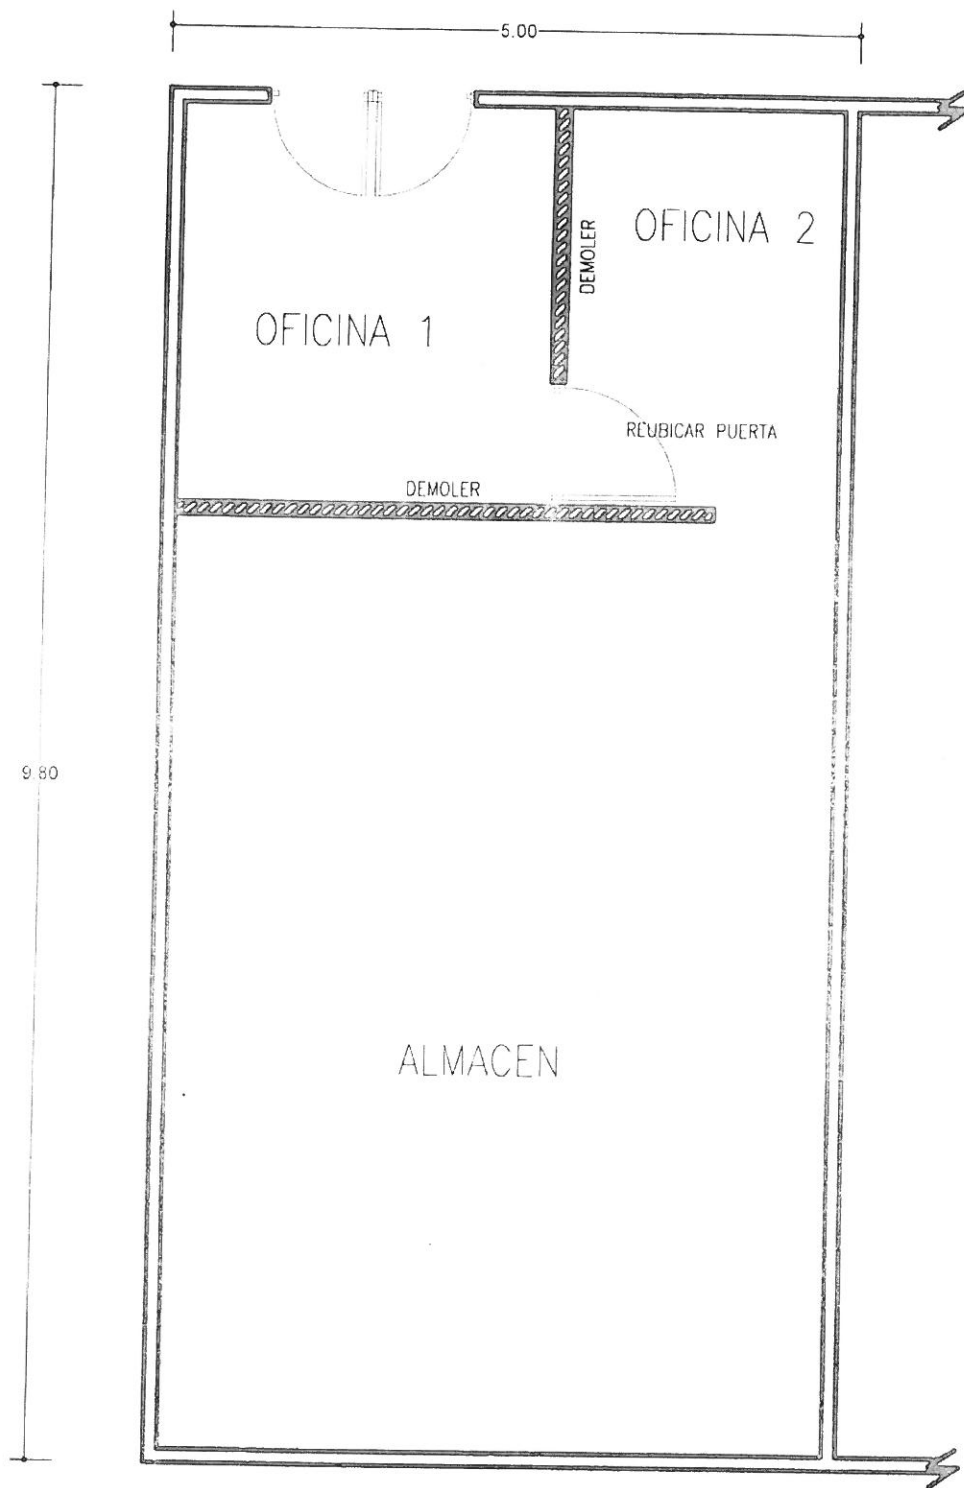 5.00
OFICINA 2
DEMOLER
OFICINA 1
REUBICAR PUERTA
DEMOLER
9.80
ALMACEN